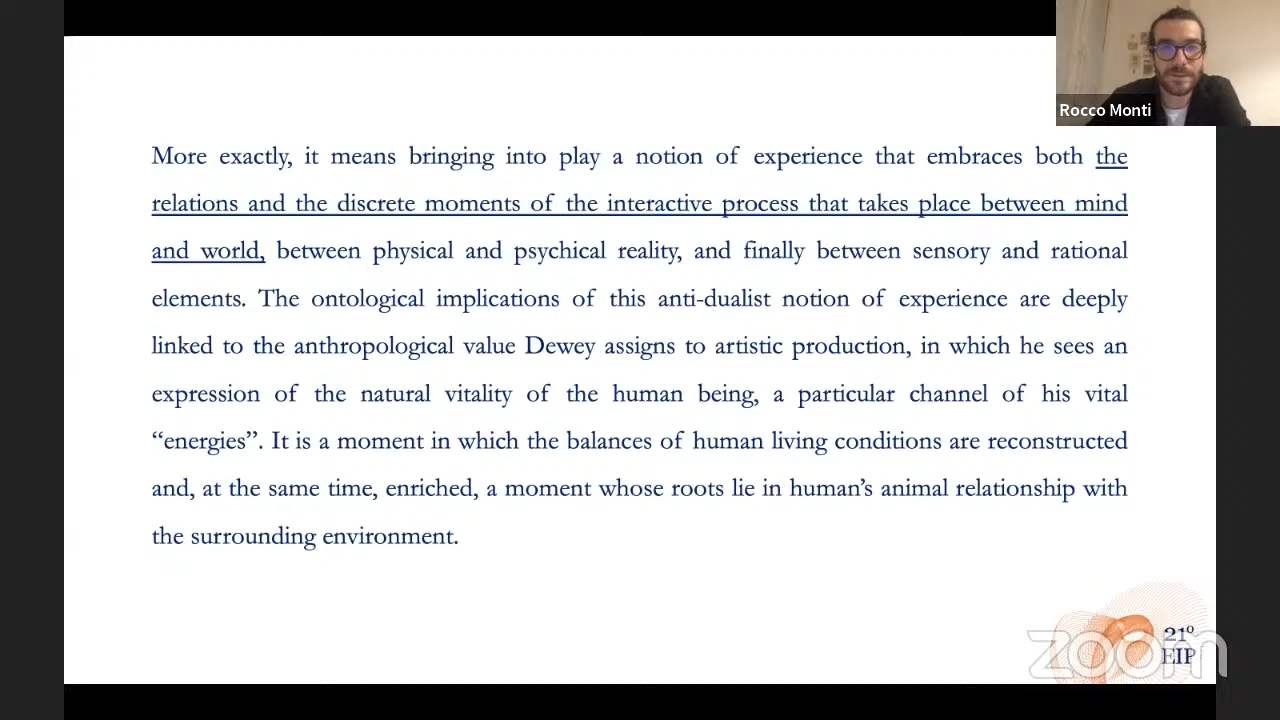 Rocco Monti
More exactly, it means bringing into play a notion of experience that embraces both the
relations and the discrete moments of the interactive process that takes place between mind
and world, between physical and psychical reality, and finally between sensory and rational
elements. The ontological implications of this anti-dualist notion of experience are deeply
linked to the anthropological value Dewey assigns to artistic production, in which he sees an
expression of the natural vitality of the human being, a particular channel of his vital
“energies”. It is a moment in which the balances of human living conditions are reconstructed
and, at the same time, enriched, a moment whose roots lie in human’s animal relationship with
the surrounding environment.
21º
EIP
zoom